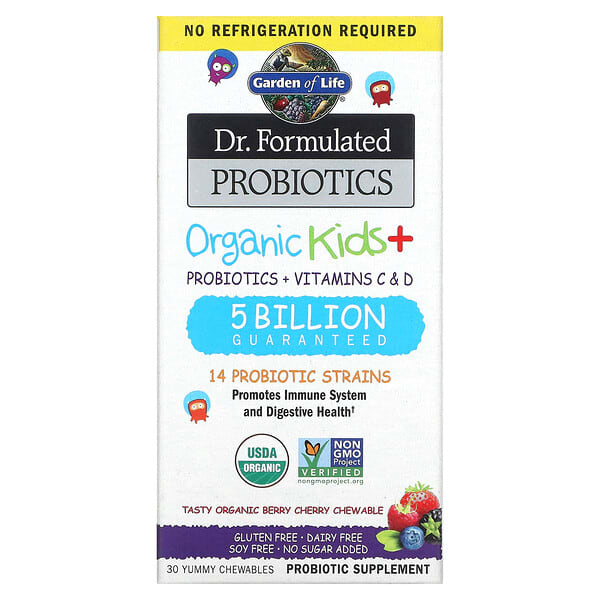 NO REFRIGERATION REQUIRED
Garden of Life®
Dr. Formulated
PROBIOTICS
Organic Kids+
PROBIOTICS + VITAMINS C & D
5 BILLION
GUARANTEED
14 PROBIOTIC STRAINS
Promotes Immune System
and Digestive Health†
USDA
ORGANIC
NON
GMO
Project
VERIFIED
nongmoproject.org
TASTY ORGANIC BERRY CHERRY CHEWABLE
GLUTEN FREE • DAIRY FREE
SOY FREE • NO SUGAR ADDED
30 YUMMY CHEWABLES
PROBIOTIC SUPPLEMENT